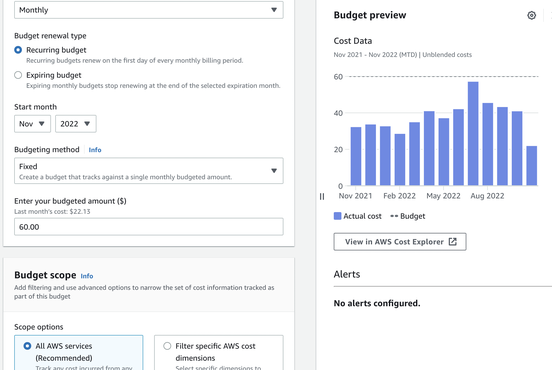 Monthly
Budget renewal type
Recurring budget
Recurring budgets renew on the first day of every monthly billing period.
Expiring budget
Expiring monthly budgets stop renewing at the end of the selected expiration month.
Start month
Nov
2022
Budgeting method Info
Fixed
Create a budget that tracks against a single monthly budgeted amount.
Enter your budgeted amount ($)
Last month's cost: $22.13
60.00
Budget scope Info
Add filtering and use advanced options to narrow the set of cost information tracked as
part of this budget
Scope options
All AWS services
(Recommended)
Track any cost incurred from any
Filter specific AWS cost
dimensions
Select specific dimensions to
Budget preview
Cost Data
Nov 2021 - Nov 2022 (MTD) | Unblended costs
60
40
20
0
Nov 2021 Feb 2022 May 2022 Aug 2022
Actual cost Budget
View in AWS Cost Explorer
Alerts
No alerts configured.